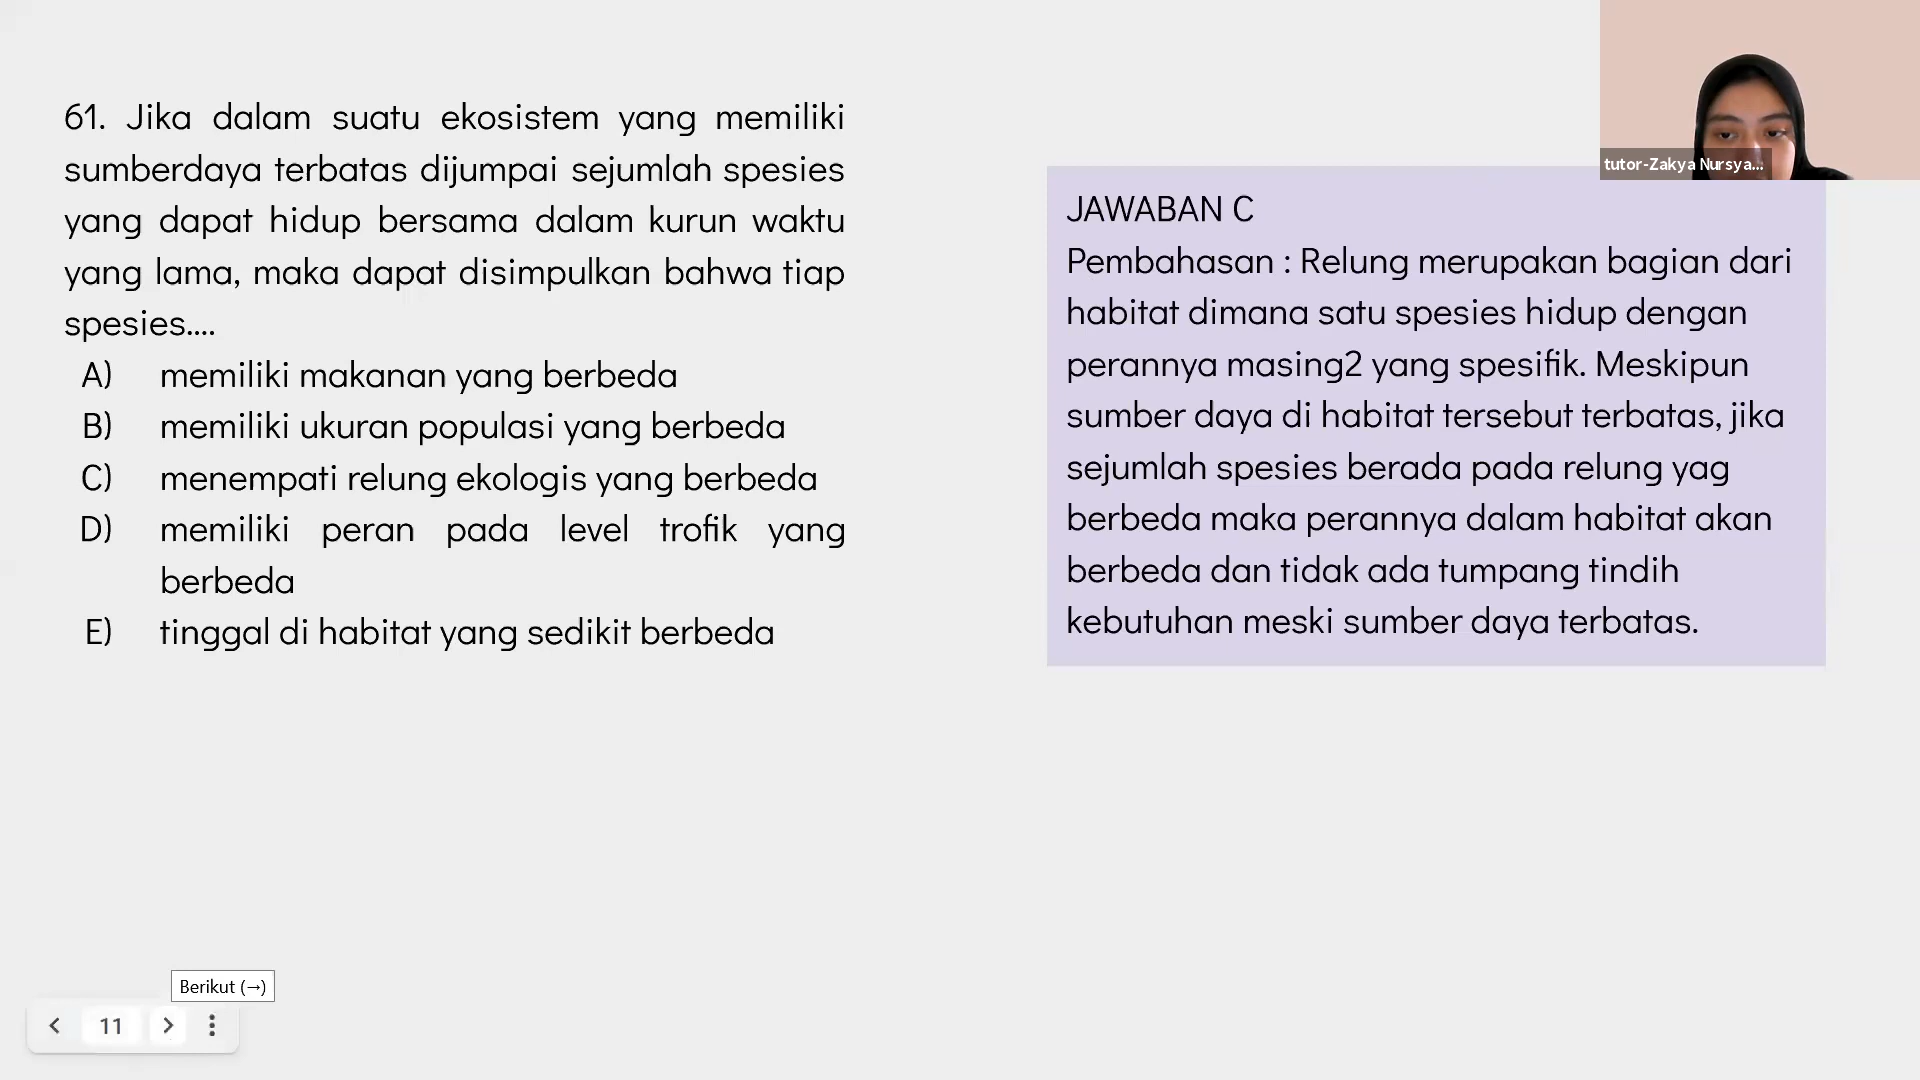 61. Jika dalam suatu ekosistem yang memiliki
sumberdaya terbatas dijumpai sejumlah spesies
yang dapat hidup bersama dalam kurun waktu
yang lama, maka dapat disimpulkan bahwa tiap
spesies....
A) memiliki makanan yang berbeda
B) memiliki ukuran populasi yang berbeda
C) menempati relung ekologis yang berbeda
D) memiliki peran pada level trofik yang
berbeda
E) tinggal di habitat yang sedikit berbeda
tutor-Zakya Nursya...
JAWABAN C
Pembahasan : Relung merupakan bagian dari
habitat dimana satu spesies hidup dengan
perannya masing2 yang spesifik. Meskipun
sumber daya di habitat tersebut terbatas, jika
sejumlah spesies berada pada relung yag
berbeda maka perannya dalam habitat akan
berbeda dan tidak ada tumpang tindih
kebutuhan meski sumber daya terbatas.
Berikut (→)
11